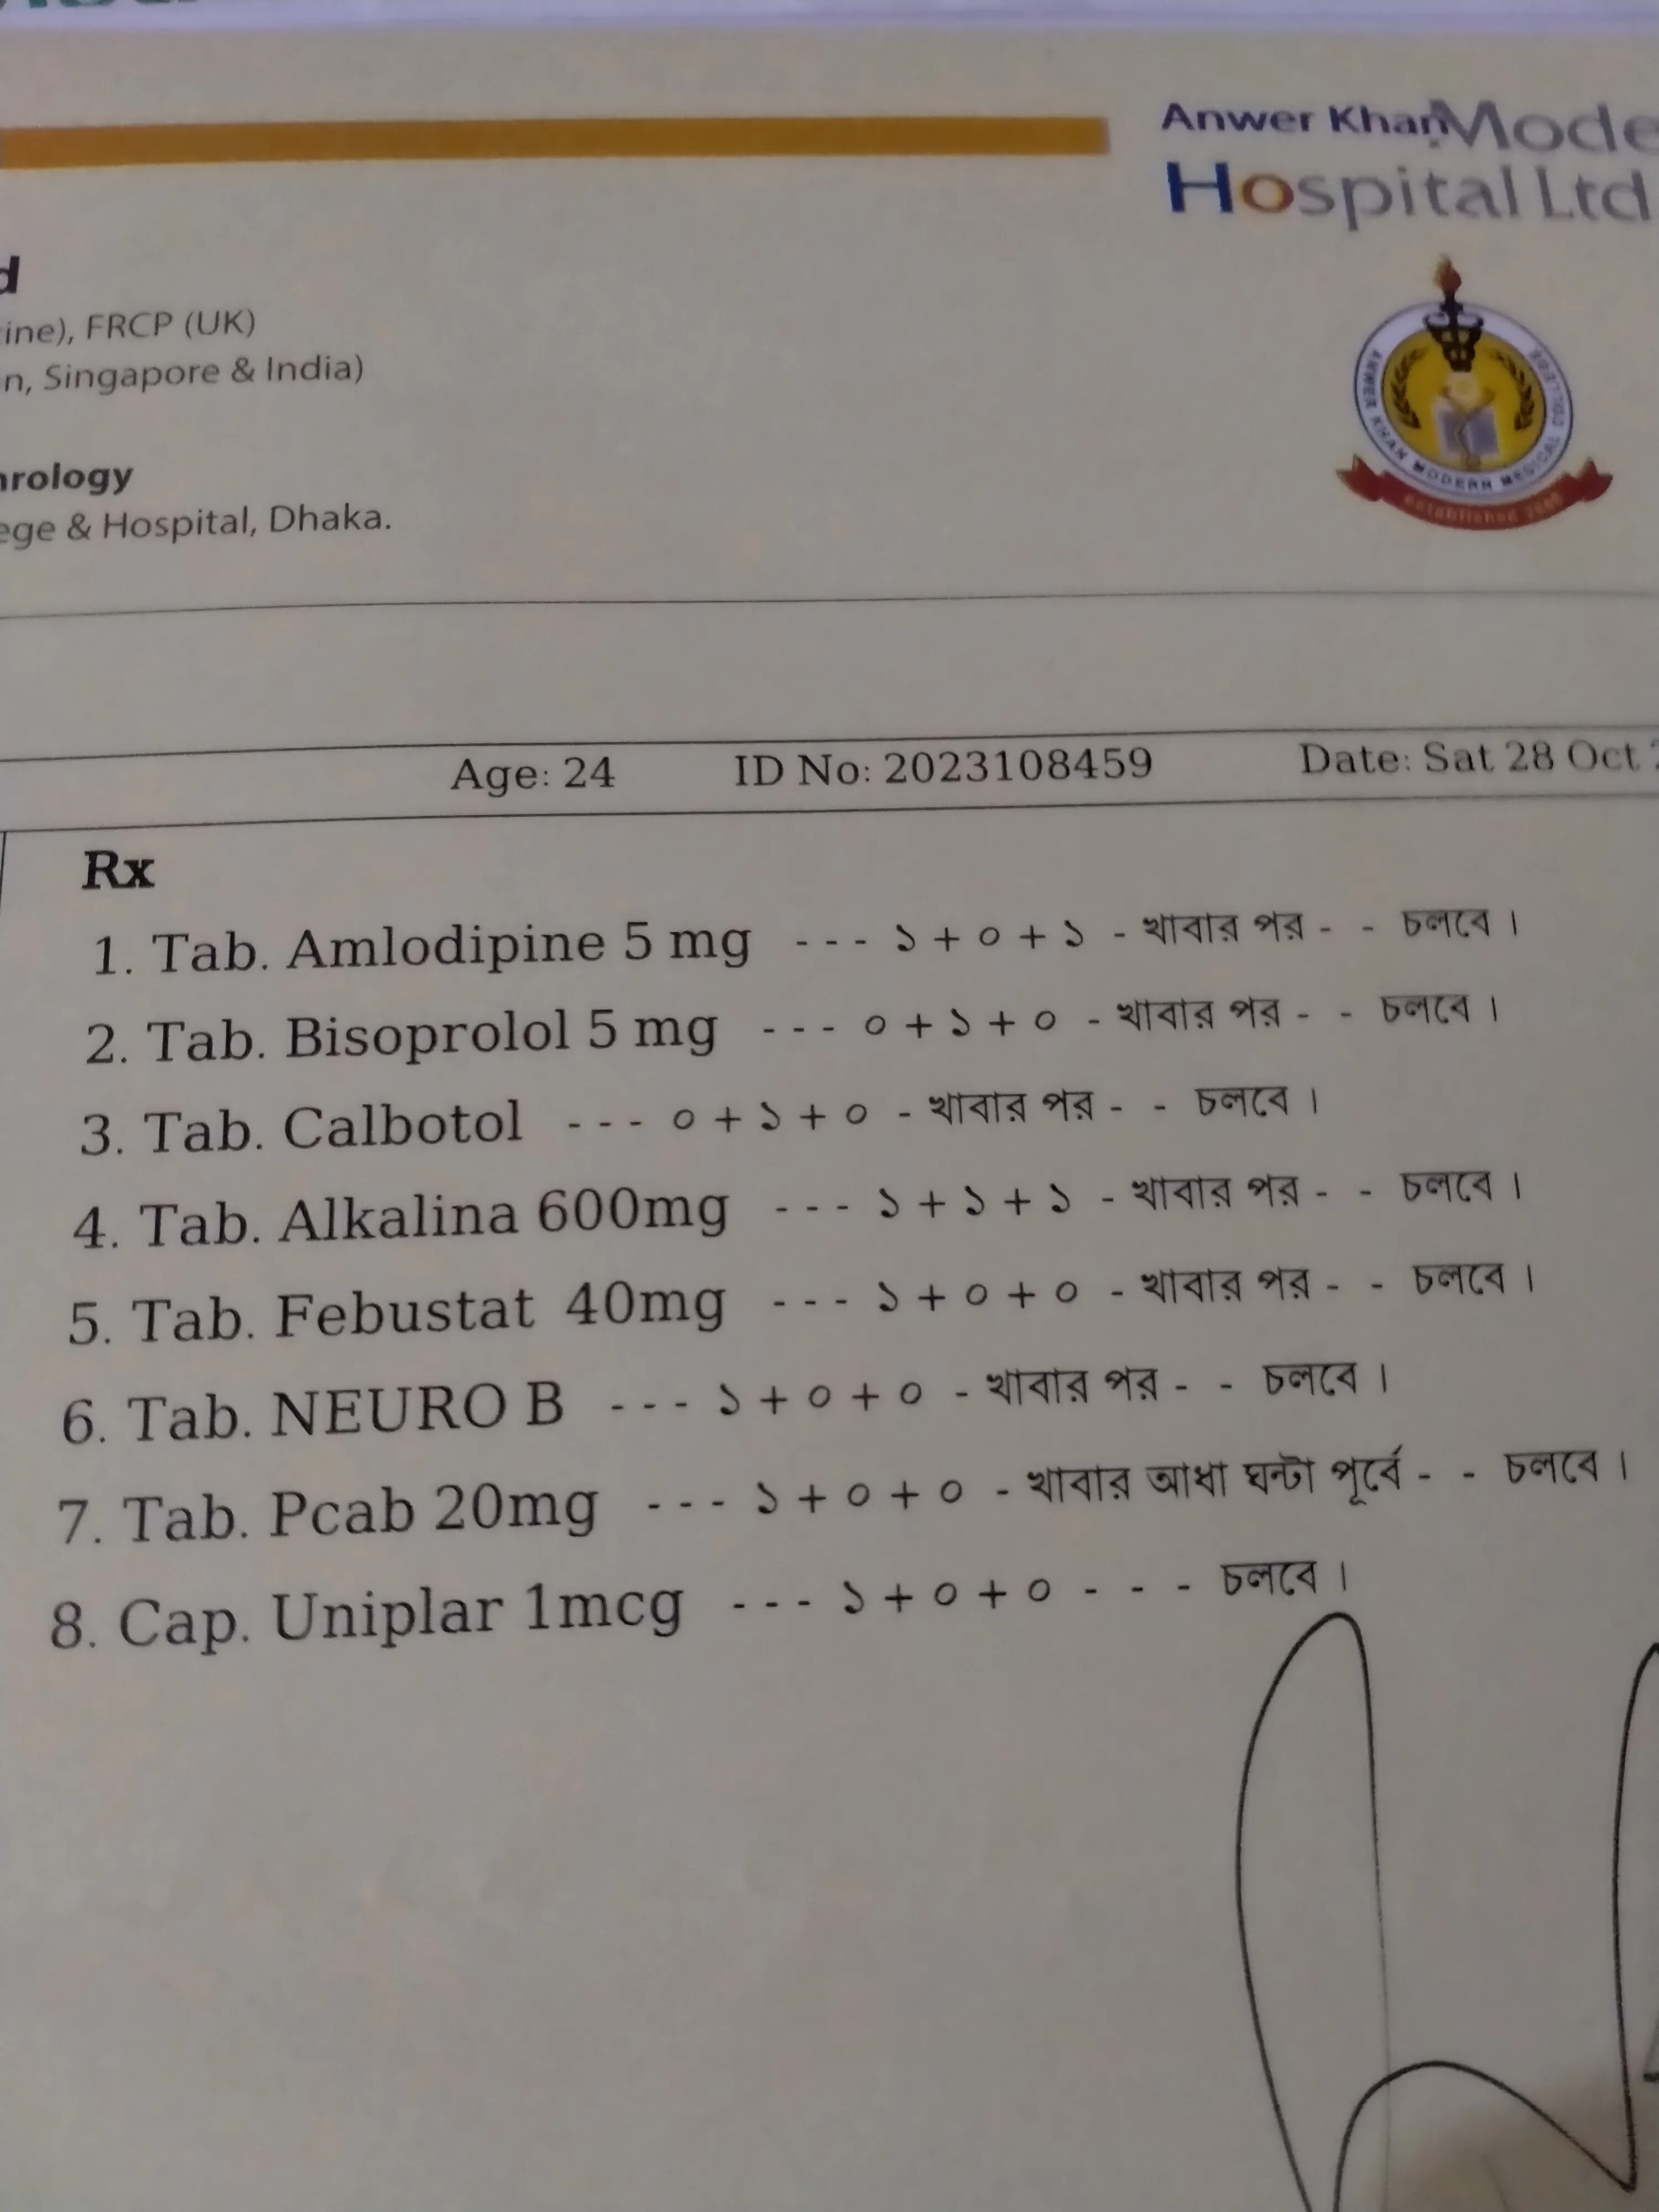 Anwer Khan Mode
Hospital Ltd
d
ine), FRCP (UK)
n, Singapore & India)
rology
ege & Hospital, Dhaka.
ANWER KHAN MODERN MEDICAL COLLEGE
established
Age: 24 ID No: 2023108459 Date: Sat 28 Oct
Rx
1. Tab. Amlodipine 5 mg --- ১ + ০ + ১ - খাবার পর - - চলবে ।
2. Tab. Bisoprolol 5 mg --- ০ + ১ + ০ - খাবার পর - - চলবে ।
3. Tab. Calbotol --- ০ + ১ + ০ - খাবার পর - - চলবে ।
4. Tab. Alkalina 600mg --- ১ + ১ + ১ - খাবার পর - - চলবে ।
5. Tab. Febustat 40mg --- ১ + ০ + ০ - খাবার পর - - চলবে ।
6. Tab. NEURO B --- ১ + ০ + ০ - খাবার পর - - চলবে ।
7. Tab. Pcab 20mg --- ১ + ০ + ০ - খাবার আধা ঘন্টা পূর্বে - - চলবে ।
8. Cap. Uniplar 1mcg --- ১ + ০ + ০ - - - চলবে ।